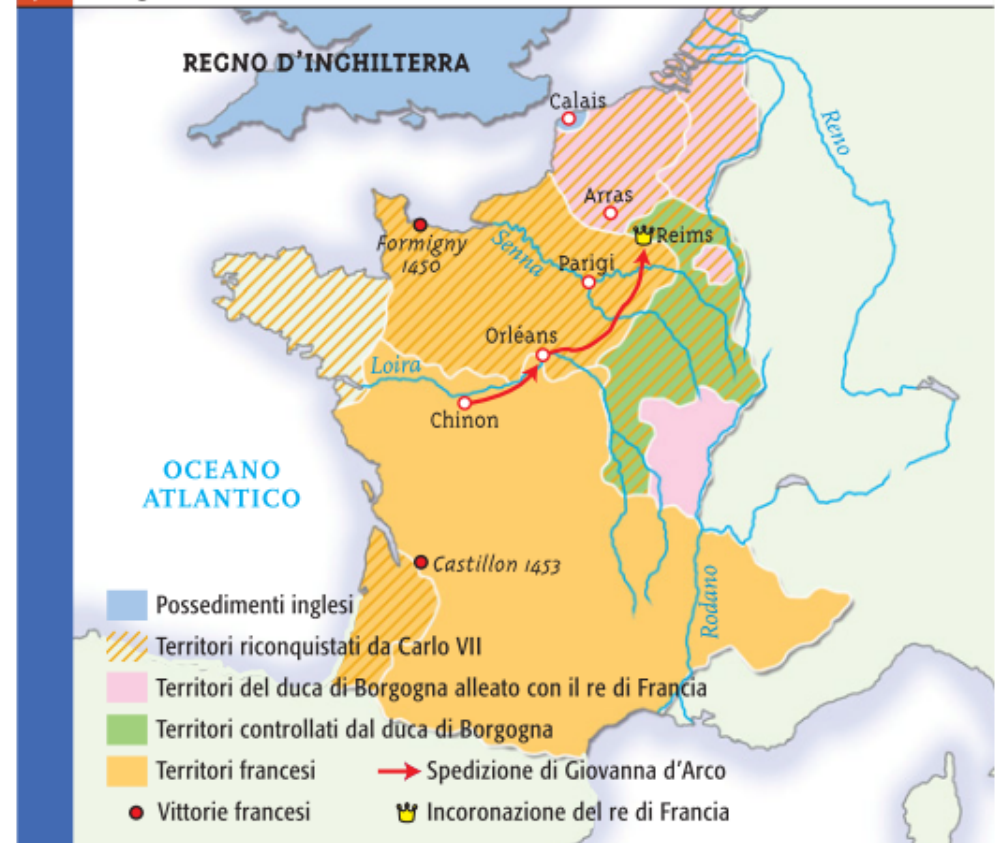 REGNO D'INGHILTERRA
Calais
Reno
Arras
Reims
Formigny
1450
Senna
Parigi
Orléans
Loira
Chinon
OCEANO
ATLANTICO
Castillon 1453
Rodano
Possedimenti inglesi
Territori riconquistati da Carlo VII
Territori del duca di Borgogna alleato con il re di Francia
Territori controllati dal duca di Borgogna
Territori francesi
Spedizione di Giovanna d'Arco
Vittorie francesi
Incoronazione del re di Francia